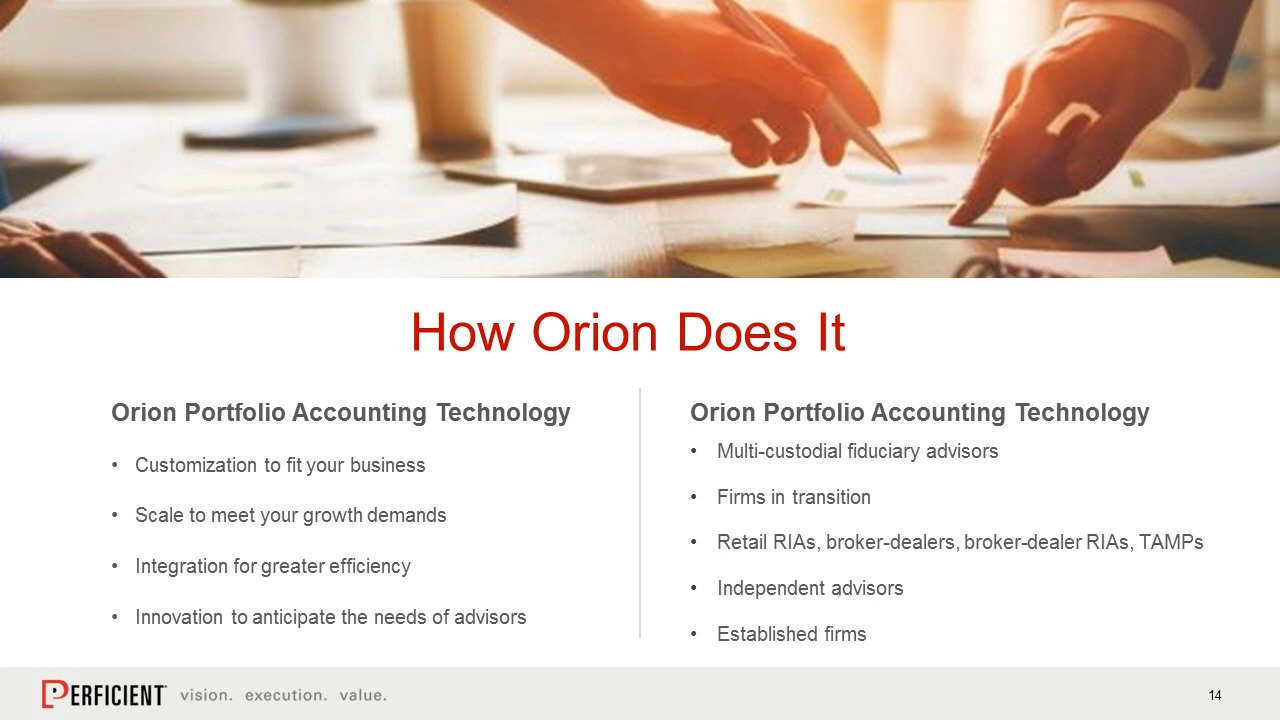 How Orion Does It
Orion Portfolio Accounting Technology
• Customization to fit your business
• Scale to meet your growth demands
• Integration for greater efficiency
• Innovation to anticipate the needs of advisors
Orion Portfolio Accounting Technology
• Multi-custodial fiduciary advisors
• Firms in transition
• Retail RIAs, broker-dealers, broker-dealer RIAs, TAMPs
• Independent advisors
• Established firms
PERFICIENT vision. execution. value.
14